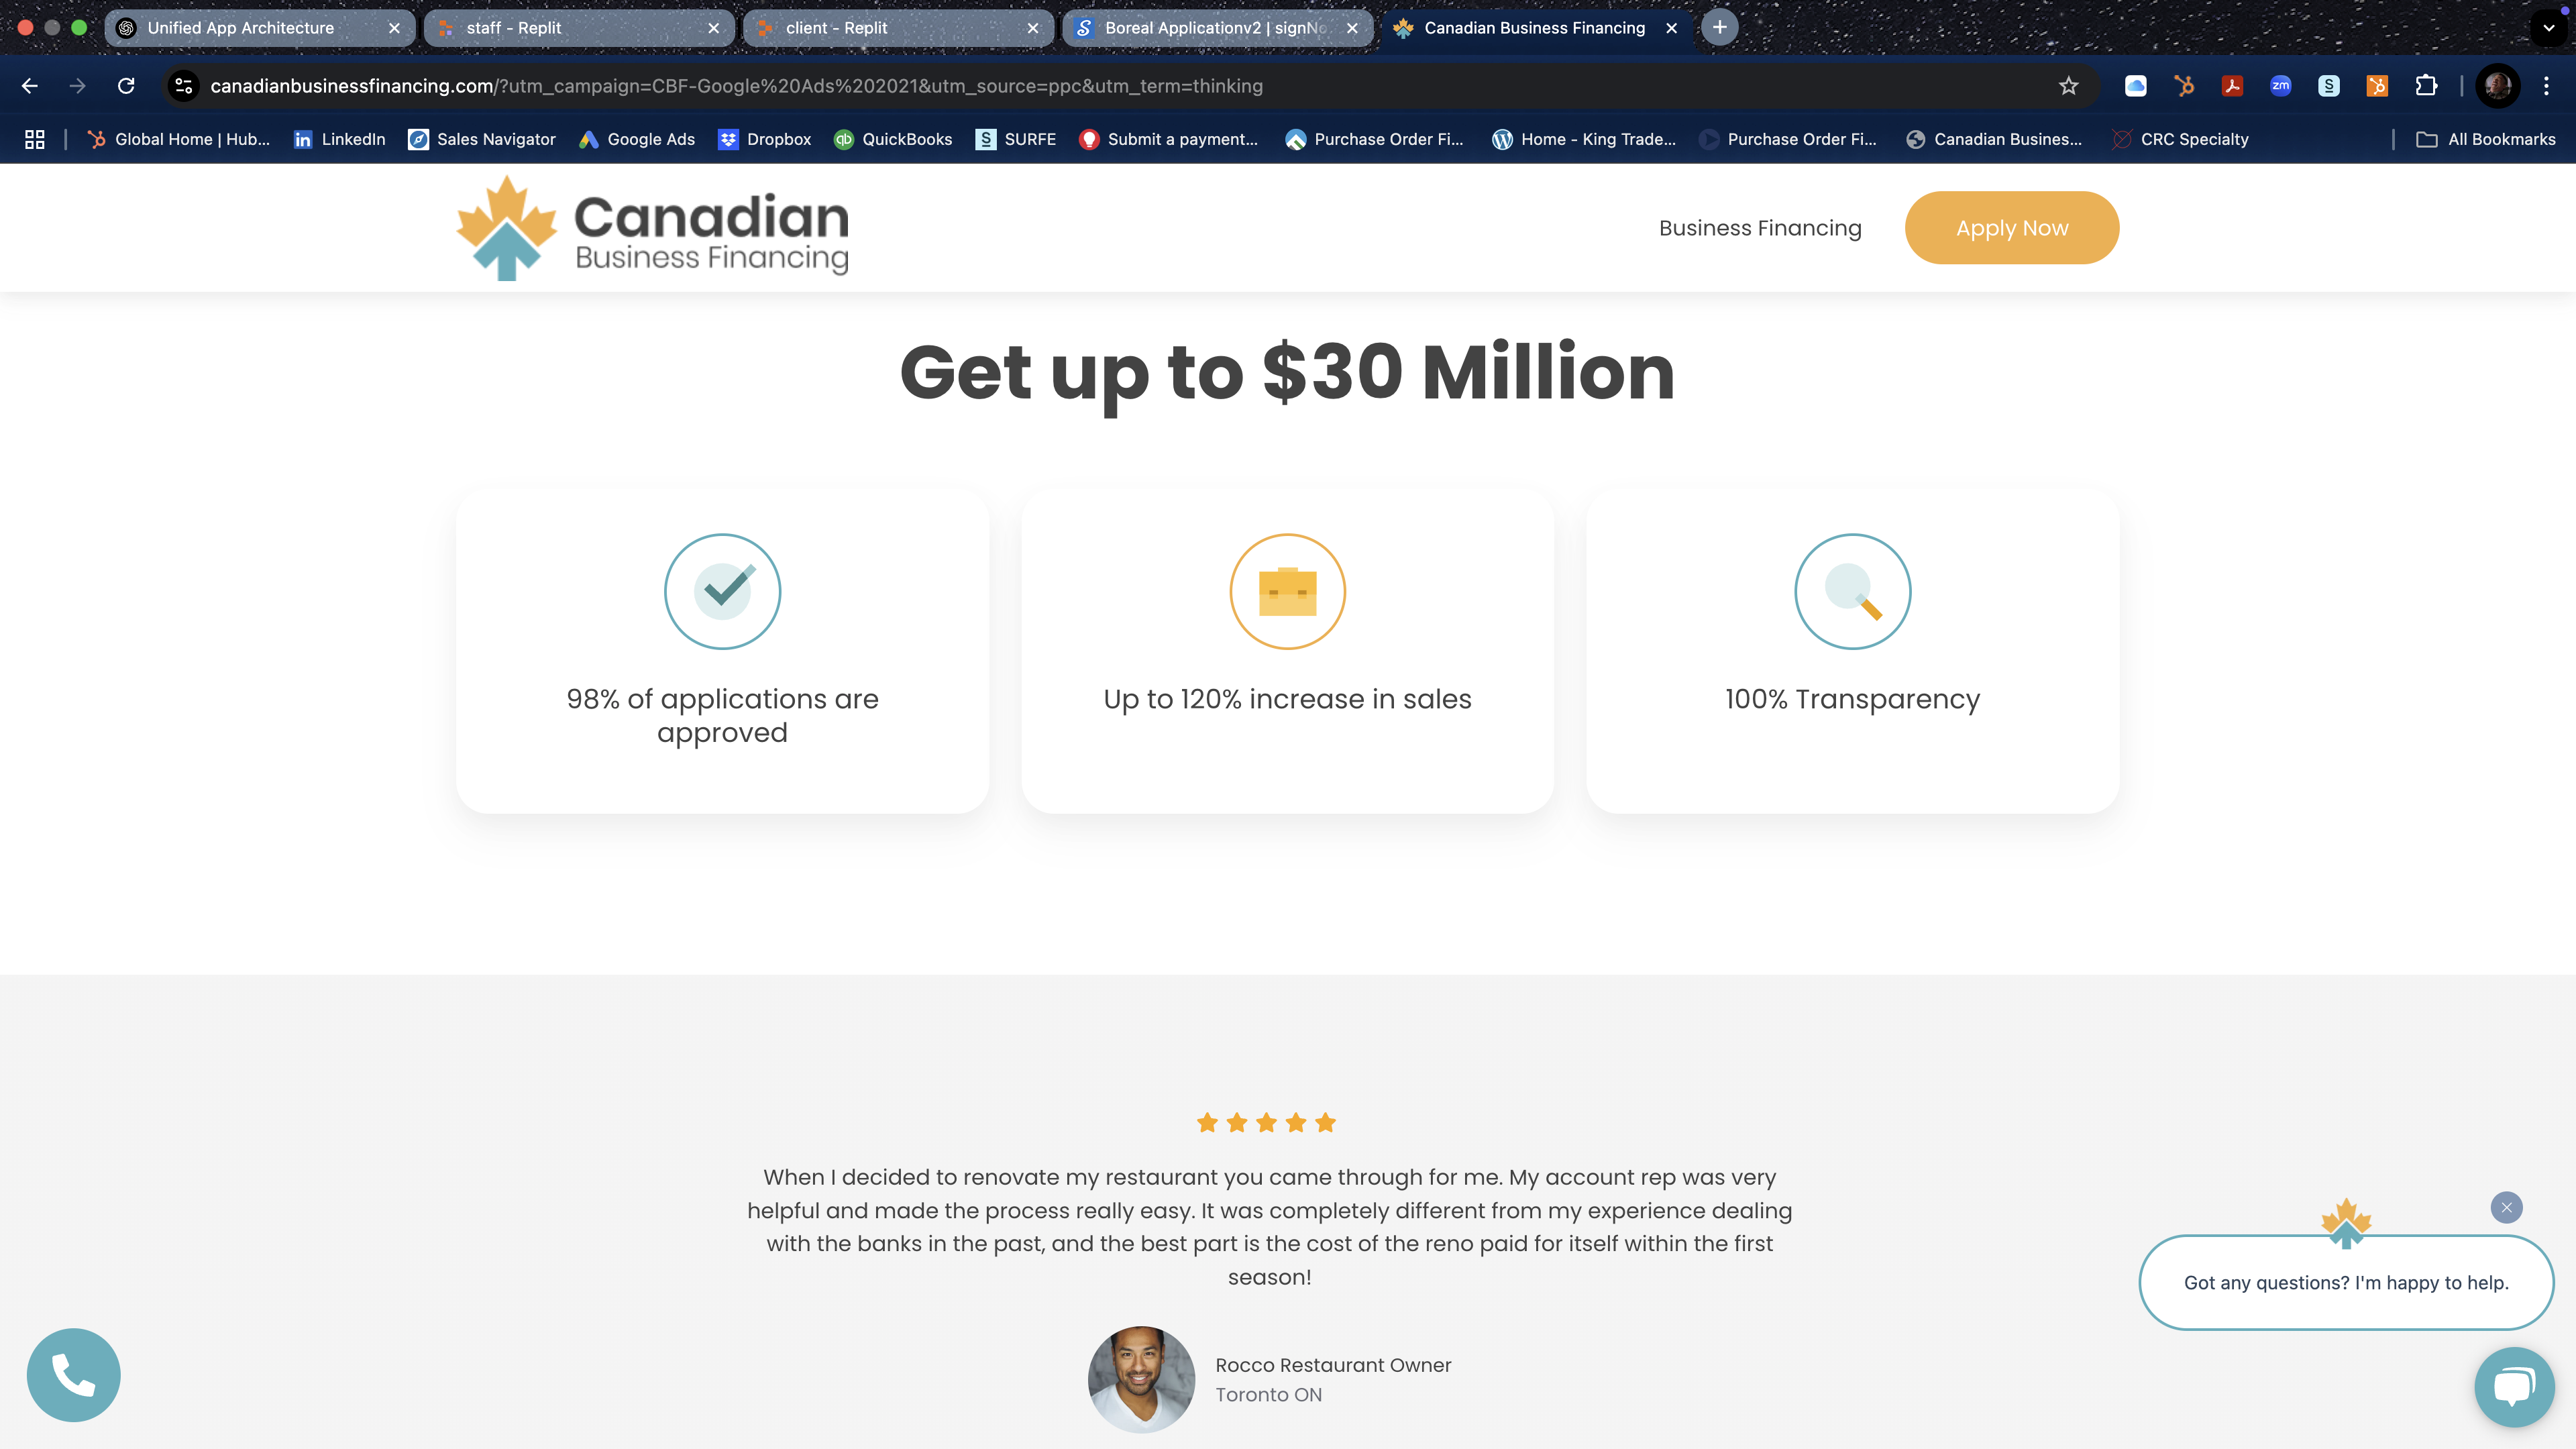 Unified App Architecture
staff - Replit
client - Replit
Boreal Applicationv2 | signNo
Canadian Business Financing
canadianbusinessfinancing.com/?utm_campaign=CBF-Google%20Ads%202021&utm_source=ppc&utm_term=thinking
zm
S
Global Home | Hub...
in LinkedIn
Sales Navigator
Google Ads
Dropbox
qb QuickBooks
S SURFE
Submit a payment...
Purchase Order Fi...
Home - King Trade...
Purchase Order Fi...
Canadian Busines...
CRC Specialty
All Bookmarks
Canadian
Business Financing
Business Financing
Apply Now
Get up to $30 Million
98% of applications are
approved
Up to 120% increase in sales
100% Transparency
When I decided to renovate my restaurant you came through for me. My account rep was very
helpful and made the process really easy. It was completely different from my experience dealing
with the banks in the past, and the best part is the cost of the reno paid for itself within the first
season!
Rocco Restaurant Owner
Toronto ON
Got any questions? I'm happy to help.